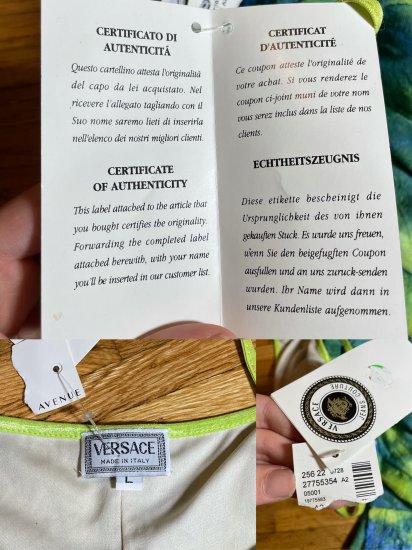 CERTIFICATO DI
AUTENTICITÁ
Questo cartellino attesta l'originalità
del capo da lei acquistato. Nel
ricevere l'allegato tagliando con il
Suo nome saremo lieti di inserirla
nell'elenco dei nostri migliori clienti.
CERTIFICATE
OF AUTHENTICITY
This label attached to the article that
you bought certifies the originality.
Forwarding the completed label
attached berewith, with your name
you'll be inserted in our customer list.
CERTIFICAT
D'AUTENTICITÉ
Ce coupon atteste l'originalité de
votre achat. Si vous renderez le
coupon ci-joint muni de votre nom
vous serez inclus dans la liste de nos
clients.
ECHTHEITSZEUGNIS
Diese etikette bescheinigt die
Ursprunglichkeit des von ihnen
gekauften Stuck. Es wurde uns freuen,
wenn Sie den beigefugften Coupon
ausfullen and an uns zuruck-senden
wurden. Ihr Name wird dann in
unsere Kundenliste aufgenommen.
AVENUE
VERSACE
MADE IN ITALY
L
VERSACE
JEANS COUTURE
256 22 0728
27755354 A2
05001